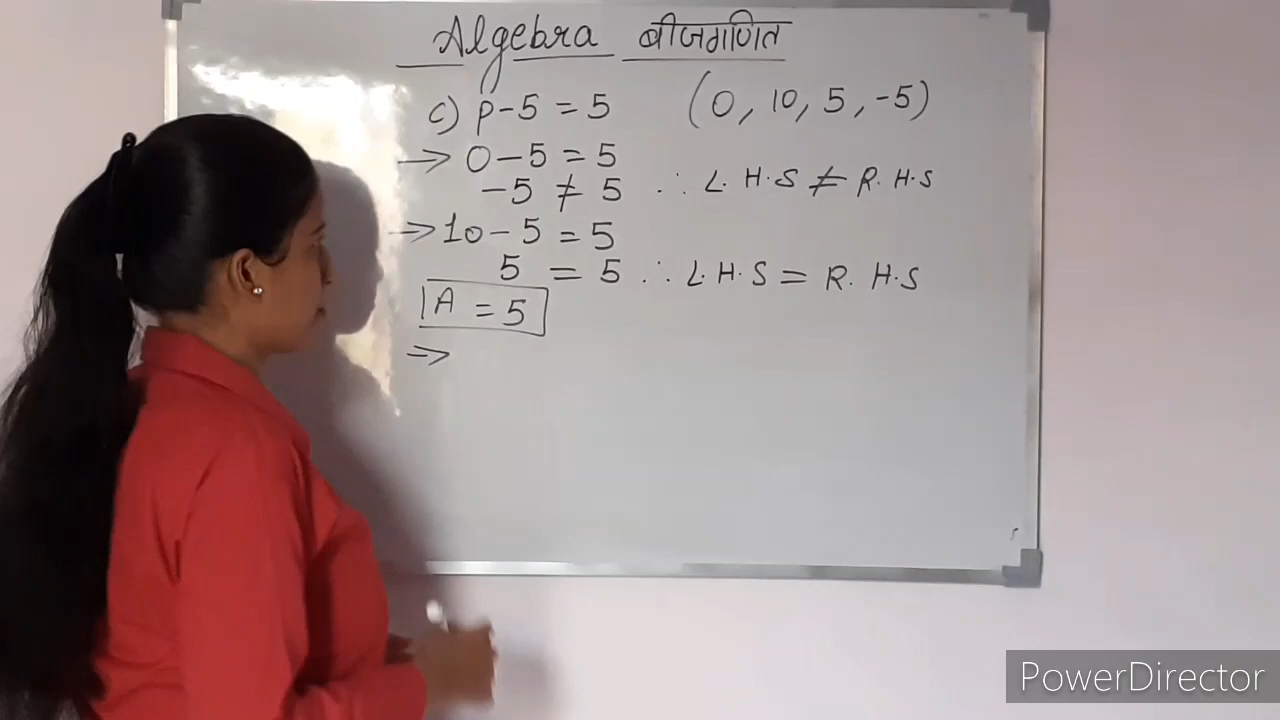 Algebra बीजगणित
c) p-5 = 5 (0, 10, 5, -5)
→ 0-5 = 5
-5 ≠ 5 ∴ L.H.S ≠ R.H.S
→ 10-5 = 5
5 = 5 ∴ L.H.S = R.H.S
A = 5
⇒
PowerDirector